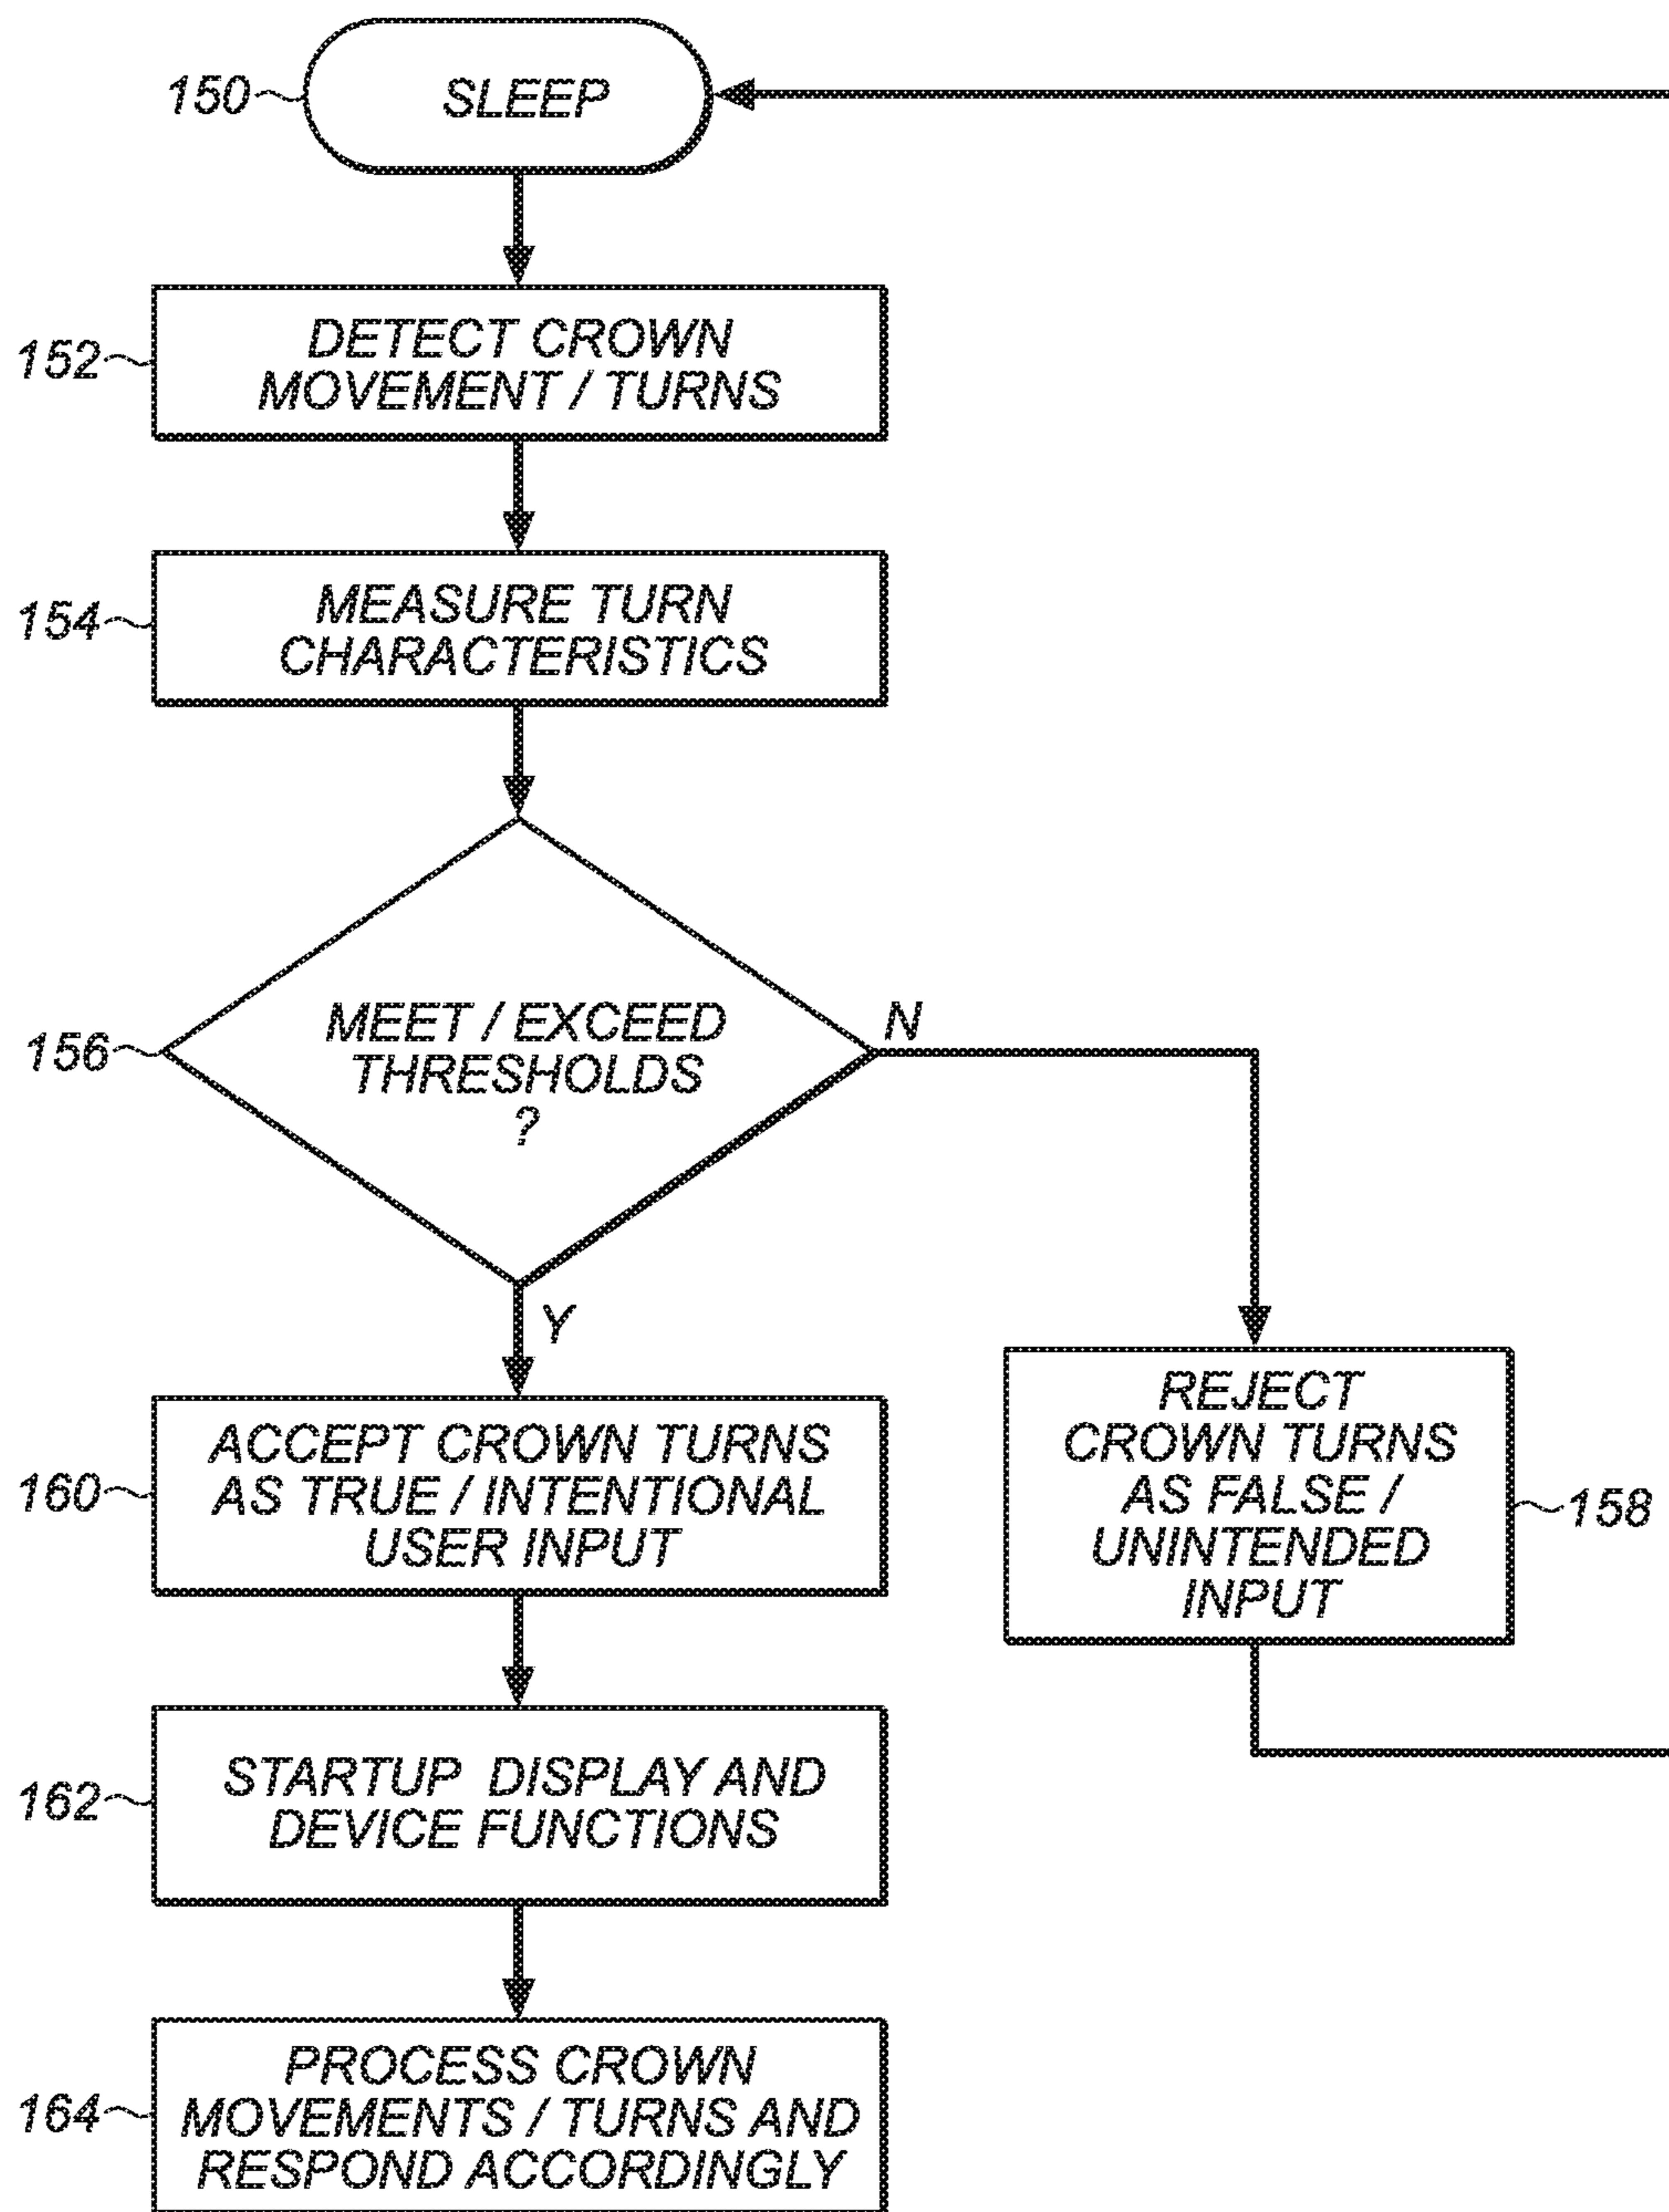 150
SLEEP
152
DETECT CROWN
MOVEMENT / TURNS
154
MEASURE TURN
CHARACTERISTICS
156
MEET / EXCEED
THRESHOLDS
?
N
Y
160
ACCEPT CROWN TURNS
AS TRUE / INTENTIONAL
USER INPUT
REJECT
CROWN TURNS
AS FALSE /
UNINTENDED
INPUT
158
162
STARTUP DISPLAY AND
DEVICE FUNCTIONS
164
PROCESS CROWN
MOVEMENTS / TURNS AND
RESPOND ACCORDINGLY